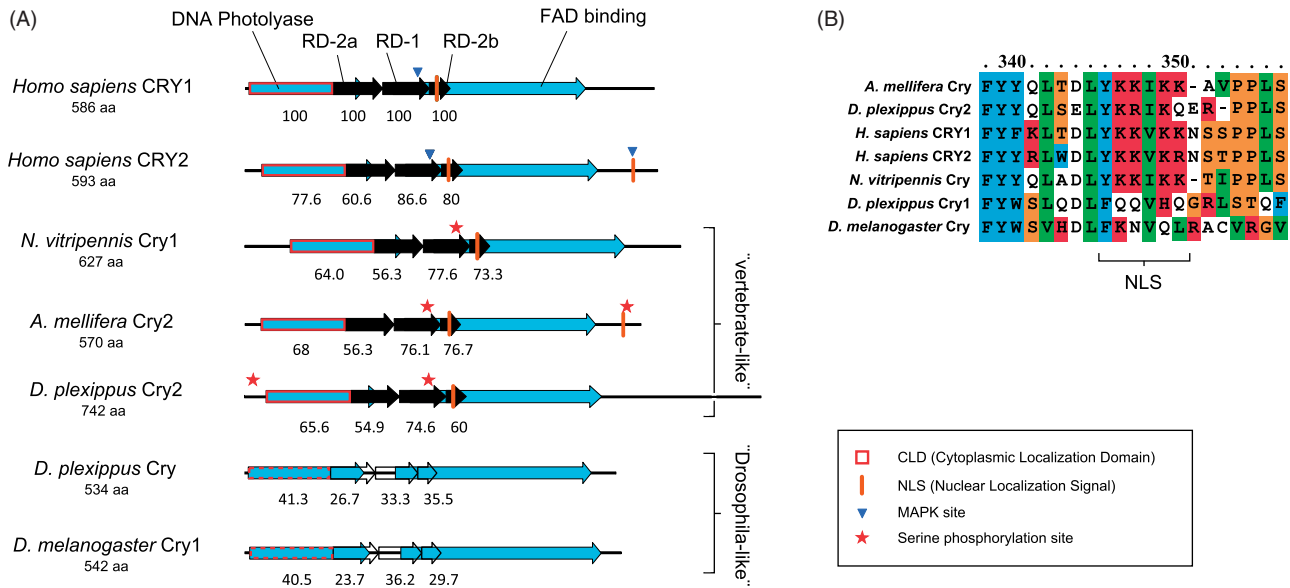 (A)
DNA Photolyase
FAD binding
RD-2a
RD-1
RD-2b
Homo sapiens CRY1
586 aa
100 100 100 100
Homo sapiens CRY2
593 aa
77.6 60.6 86.6 80
N. vitripennis Cry1
627 aa
64.0 56.3 77.6 73.3
A. mellifera Cry2
570 aa
68 56.3 76.1 76.7
D. plexippus Cry2
742 aa
65.6 54.9 74.6 60
"vertebrate-like"
D. plexippus Cry
534 aa
41.3 26.7 33.3 35.5
D. melanogaster Cry1
542 aa
40.5 23.7 36.2 29.7
"Drosophila-like"
(B)
. . 340 . . . . . . . . . 350 . . . . . .
A. mellifera Cry FYYQLTDLYKKIKK-AVPPLS
D. plexippus Cry2 FYYQLSELYKRIKQER-PPLS
H. sapiens CRY1 FYFKLTDLYKKVKKNSSPPLS
H. sapiens CRY2 FYYRLWDLYKKVKRNSTPPLS
N. vitripennis Cry FYYQLADLYKKIKK-TIPPLS
D. plexippus Cry1 FYWSLQDLFQQVHQGRLSTQF
D. melanogaster Cry FYWSVHDLFKNVQLRACVRGV
NLS
CLD (Cytoplasmic Localization Domain)
NLS (Nuclear Localization Signal)
MAPK site
Serine phosphorylation site